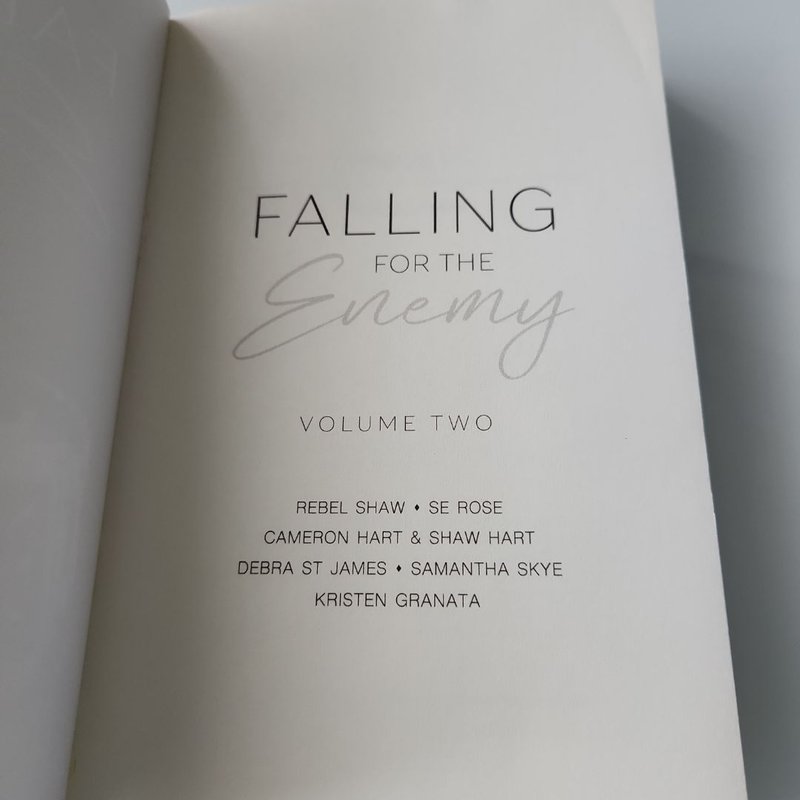 FALLING
FOR THE
Enemy
VOLUME TWO
REBEL SHAW ♦ SE ROSE
CAMERON HART & SHAW HART
DEBRA ST JAMES ♦ SAMANTHA SKYE
KRISTEN GRANATA